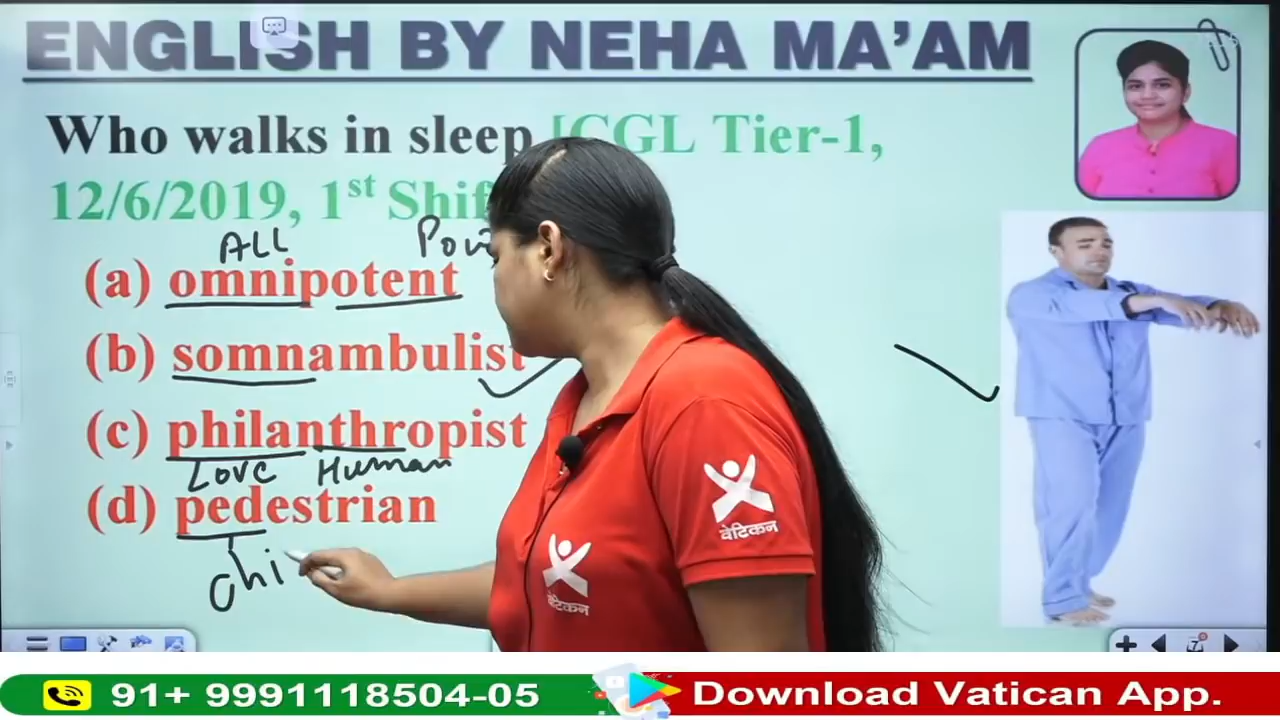 ENGLISH BY NEHA MA’AM
Who walks in sleep [CGL Tier-1,
12/6/2019, 1st Shif
ALL
(a) omnipotent
(b) somnambulist
(c) philanthropist
Love Human
(d) pedestrian
chi
वेटिकन
वेटिकन
91+ 9991118504-05
Download Vatican App.